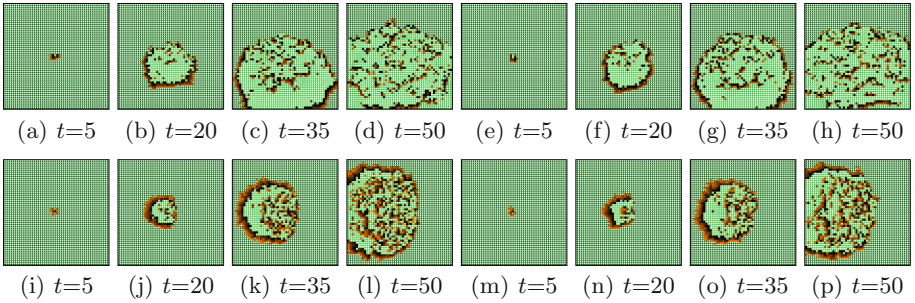 (a) t=5 (b) t=20 (c) t=35 (d) t=50 (e) t=5 (f) t=20 (g) t=35 (h) t=50
(i) t=5 (j) t=20 (k) t=35 (l) t=50 (m) t=5 (n) t=20 (o) t=35 (p) t=50